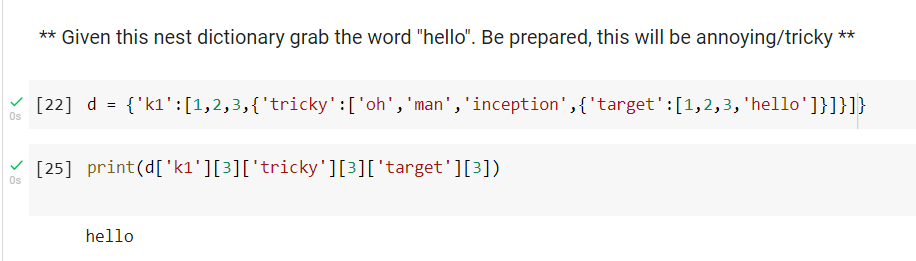 ** Given this nest dictionary grab the word "hello". Be prepared, this will be annoying/tricky **
[22] d = {'k1':[1,2,3,{'tricky':['oh','man','inception',{'target':[1,2,3,'hello']}]}]}
0s
[25] print(d['k1'][3]['tricky'][3]['target'][3])
0s
hello